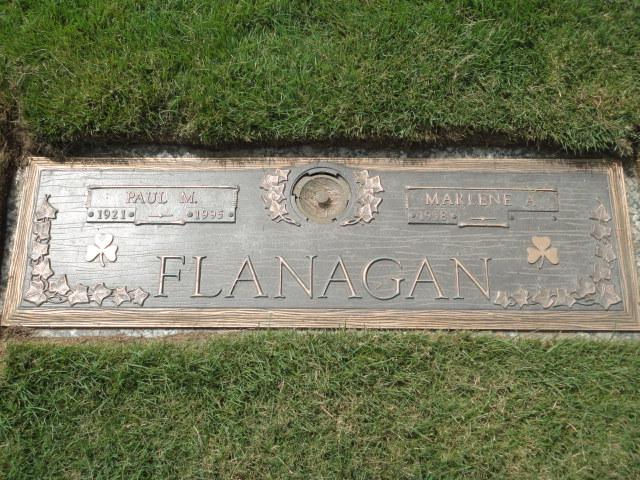 PAUL M.
1921 1995
MARLENE A.
FLANAGAN